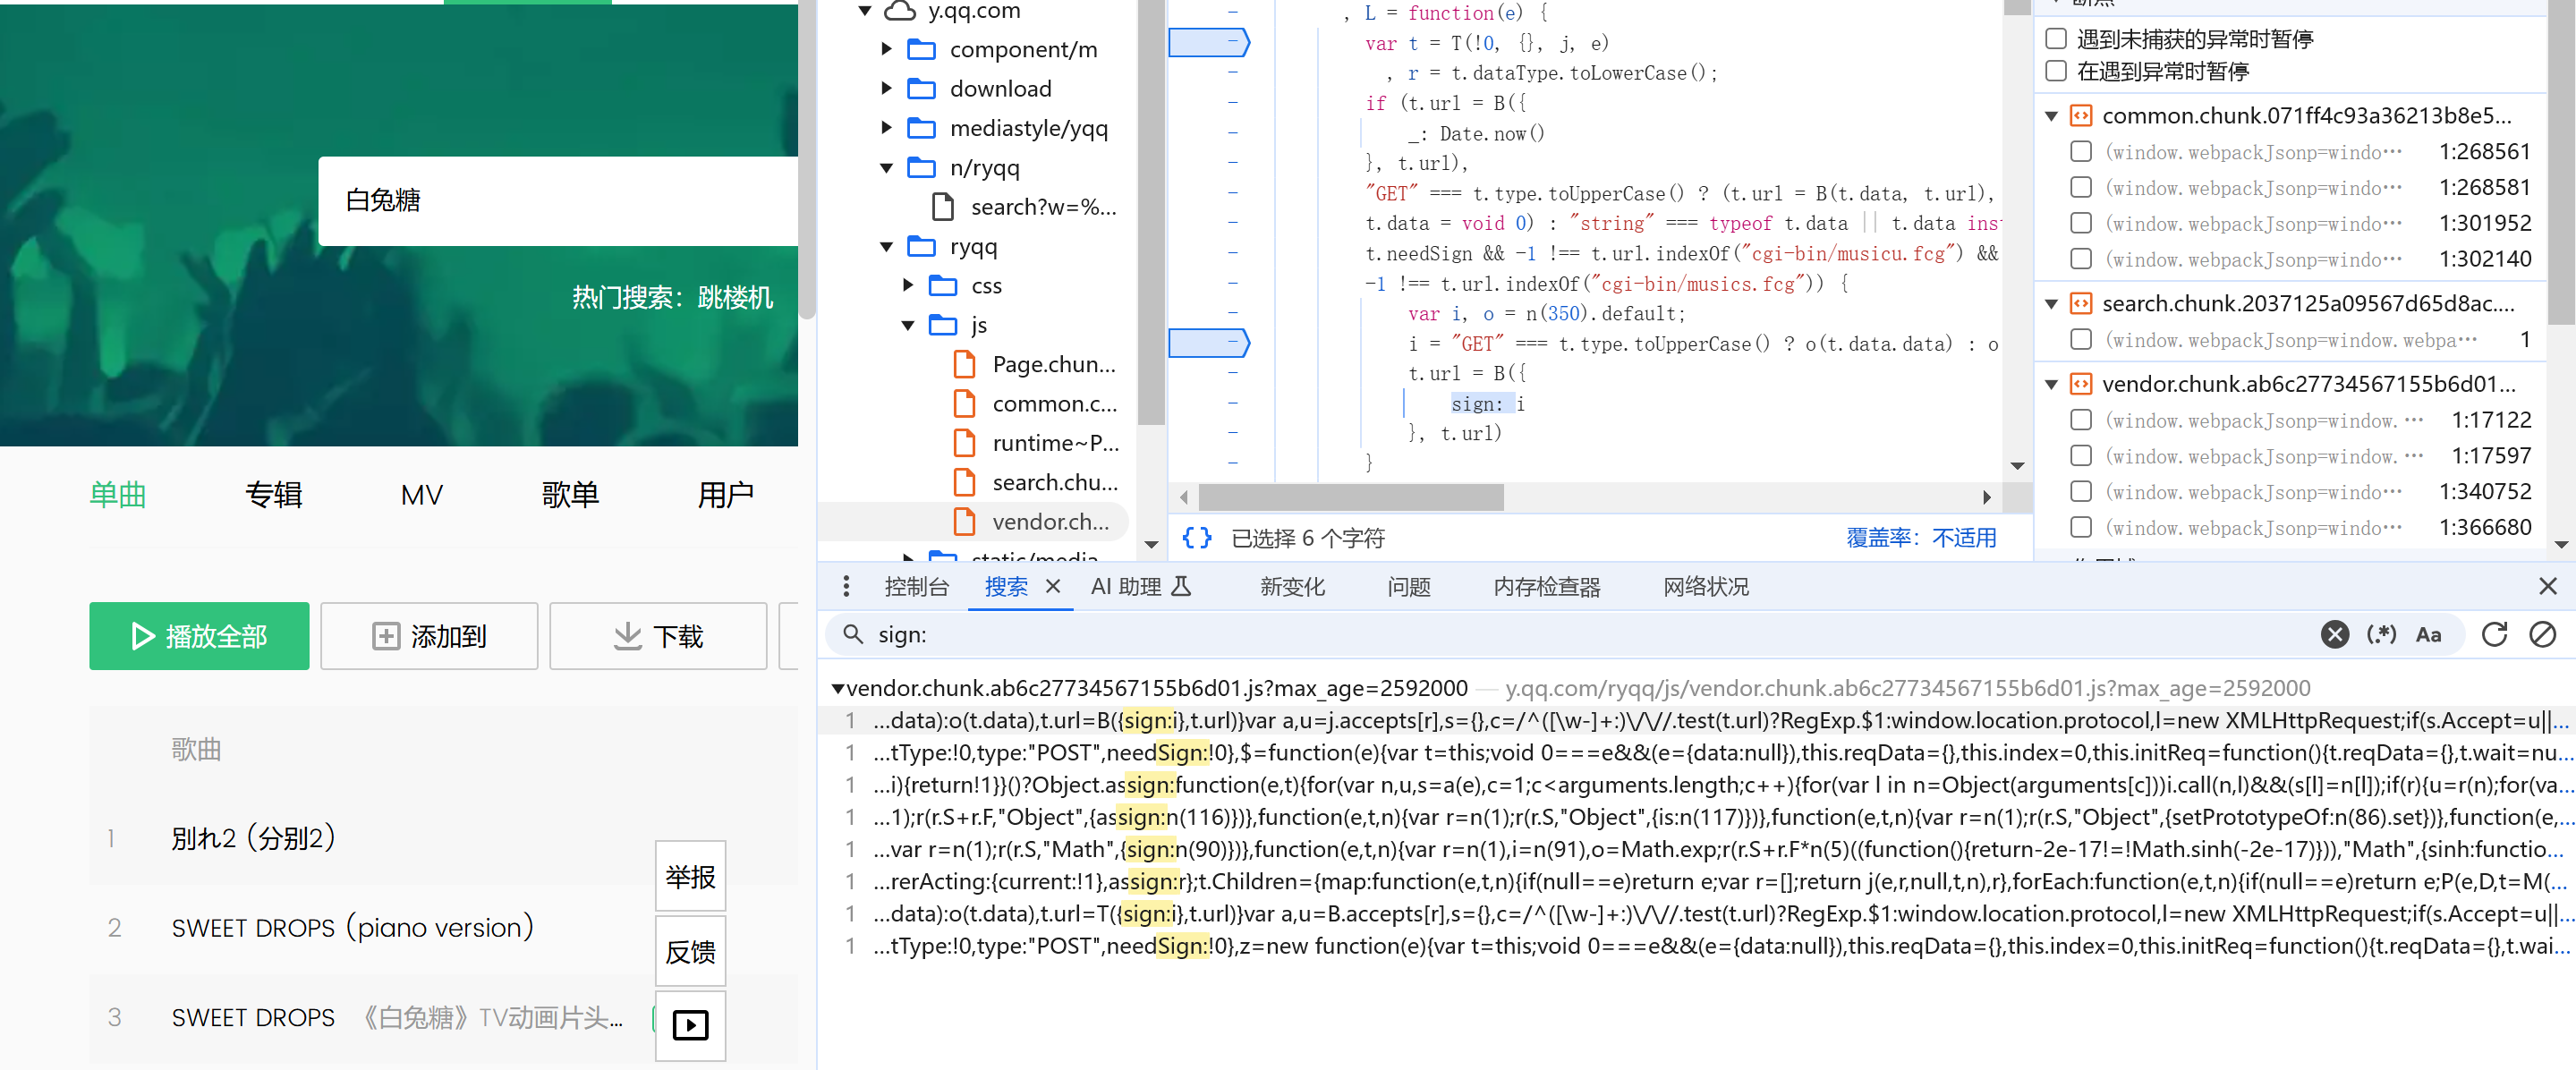 白兔糖
热门搜索：跳楼机
单曲 专辑 MV 歌单 用户
播放全部 添加到 下载
歌曲
1 別れ2（分别2）
2 SWEET DROPS（piano version）
3 SWEET DROPS 《白兔糖》TV动画片头...
举报
反馈
y.qq.com
component/m
download
mediastyle/yqq
n/ryqq
search?w=%...
ryqq
css
js
Page.chun...
common.c...
runtime~P...
search.chu...
vendor.ch...
static/media
, L = function(e) {
var t = T(!0, {}, j, e)
, r = t.dataType.toLowerCase();
if (t.url = B({
_: Date.now()
}, t.url),
"GET" === t.type.toUpperCase() ? (t.url = B(t.data, t.url),
t.data = void 0) : "string" === typeof t.data || t.data ins
t.needSign && -1 !== t.url.indexOf("cgi-bin/musicu.fcg") &&
-1 !== t.url.indexOf("cgi-bin/musics.fcg")) {
var i, o = n(350).default;
i = "GET" === t.type.toUpperCase() ? o(t.data.data) : o
t.url = B({
sign: i
}, t.url)
}
{} 已选择 6 个字符 覆盖率：不适用
断点
遇到未捕获的异常时暂停
在遇到异常时暂停
common.chunk.071ff4c93a36213b8e5...
(window.webpackJsonp=windo… 1:268561
(window.webpackJsonp=windo… 1:268581
(window.webpackJsonp=windo… 1:301952
(window.webpackJsonp=windo… 1:302140
search.chunk.2037125a09567d65d8ac....
(window.webpackJsonp=window.webpa… 1
vendor.chunk.ab6c27734567155b6d01...
(window.webpackJsonp=window.… 1:17122
(window.webpackJsonp=window.… 1:17597
(window.webpackJsonp=windo… 1:340752
(window.webpackJsonp=windo… 1:366680
控制台 搜索 AI 助理 新变化 问题 内存检查器 网络状况
sign: (.*) Aa
vendor.chunk.ab6c27734567155b6d01.js?max_age=2592000 — y.qq.com/ryqq/js/vendor.chunk.ab6c27734567155b6d01.js?max_age=2592000
1 ...data):o(t.data),t.url=B({sign:i},t.url)}var a,u=j.accepts[r],s={},c=/^([\w-]+:)\/\//.test(t.url)?RegExp.$1:window.location.protocol,l=new XMLHttpRequest;if(s.Accept=u||...
1 ...tType:!0,type:"POST",needSign:!0},$=function(e){var t=this;void 0===e&&(e={data:null}),this.reqData={},this.index=0,this.initReq=function(){t.reqData={},t.wait=nu...
1 ...i){return!1}}()?Object.assign:function(e,t){for(var n,u,s=a(e),c=1;c<arguments.length;c++){for(var l in n=Object(arguments[c]))i.call(n,l)&&(s[l]=n[l]);if(r){u=r(n);for(va...
1 ...1);r(r.S+r.F,"Object",{assign:n(116)})},function(e,t,n){var r=n(1);r(r.S,"Object",{is:n(117)})},function(e,t,n){var r=n(1);r(r.S,"Object",{setPrototypeOf:n(86).set})},function(e,...
1 ...var r=n(1);r(r.S,"Math",{sign:n(90)})},function(e,t,n){var r=n(1),i=n(91),o=Math.exp;r(r.S+r.F*n(5)((function(){return-2e-17!=!Math.sinh(-2e-17)})),"Math",{sinh:functio...
1 ...rerActing:{current:!1},assign:r};t.Children={map:function(e,t,n){if(null==e)return e;var r=[];return j(e,r,null,t,n),r},forEach:function(e,t,n){if(null==e)return e;P(e,D,t=M(...
1 ...data):o(t.data),t.url=T({sign:i},t.url)}var a,u=B.accepts[r],s={},c=/^([\w-]+:)\/\//.test(t.url)?RegExp.$1:window.location.protocol,l=new XMLHttpRequest;if(s.Accept=u||...
1 ...tType:!0,type:"POST",needSign:!0},z=new function(e){var t=this;void 0===e&&(e={data:null}),this.reqData={},this.index=0,this.initReq=function(){t.reqData={},t.wai...